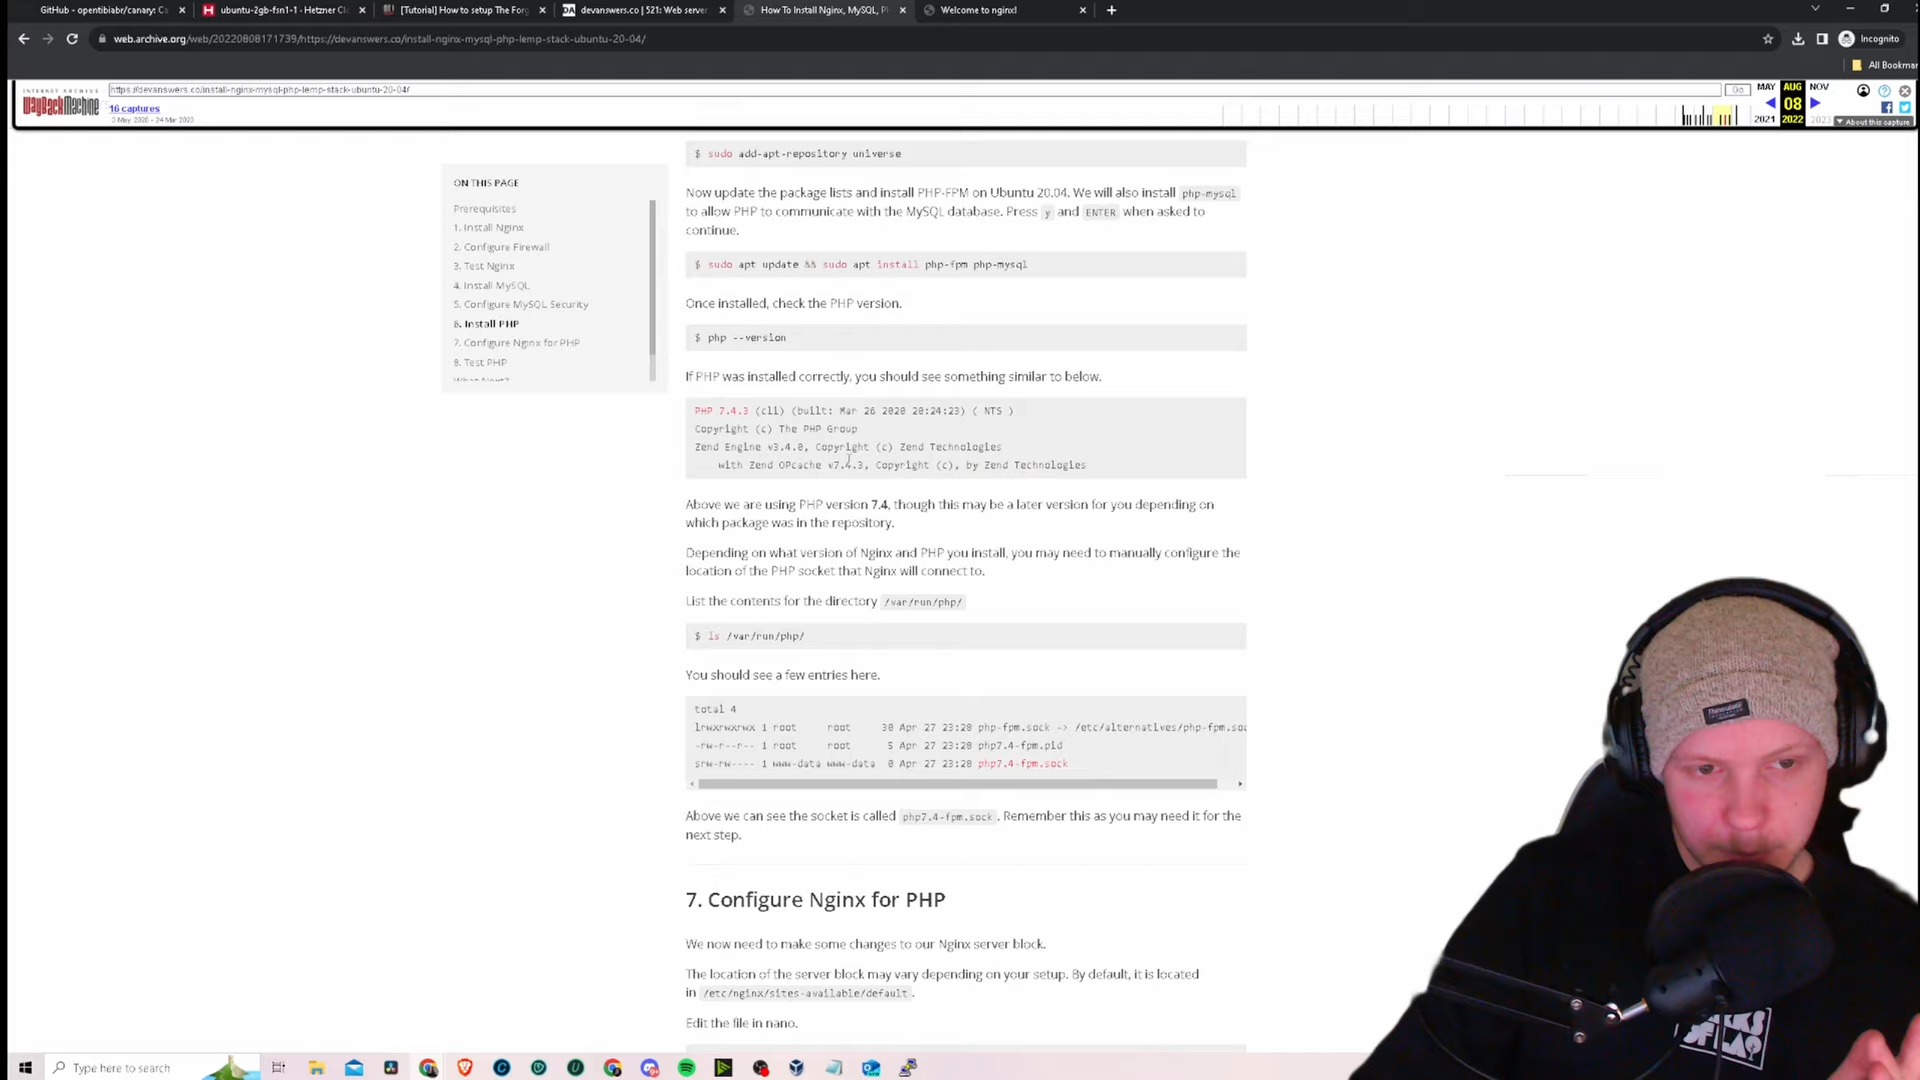 GitHub - opentibiabr/canary: Ca
ubuntu-2gb-fsn1-1 - Hetzner Cl
[Tutorial] How to setup The For
DA devanswers.co | 521: Web server
How To Install Nginx, MySQL, P
Welcome to nginx!
web.archive.org/web/20220808171739/https://devanswers.co/install-nginx-mysql-php-lemp-stack-ubuntu-20-04/
Incognito
All Bookmar
INTERNET ARCHIVE
WayBackMachine
https://devanswers.co/install-nginx-mysql-php-lemp-stack-ubuntu-20-04/
Go
MAY AUG NOV
16 captures
08
3 May 2020 - 24 Mar 2023
2021 2022 2023
About this capture
$ sudo add-apt-repository universe
ON THIS PAGE
Prerequisites
1. Install Nginx
2. Configure Firewall
3. Test Nginx
4. Install MySQL
5. Configure MySQL Security
6. Install PHP
7. Configure Nginx for PHP
8. Test PHP
What Next?
Now update the package lists and install PHP-FPM on Ubuntu 20.04. We will also install php-mysql
to allow PHP to communicate with the MySQL database. Press y and ENTER when asked to
continue.
$ sudo apt update && sudo apt install php-fpm php-mysql
Once installed, check the PHP version.
$ php --version
If PHP was installed correctly, you should see something similar to below.
PHP 7.4.3 (cli) (built: Mar 26 2020 20:24:23) ( NTS )
Copyright (c) The PHP Group
Zend Engine v3.4.0, Copyright (c) Zend Technologies
with Zend OPcache v7.4.3, Copyright (c), by Zend Technologies
Above we are using PHP version 7.4, though this may be a later version for you depending on
which package was in the repository.
Depending on what version of Nginx and PHP you install, you may need to manually configure the
location of the PHP socket that Nginx will connect to.
List the contents for the directory /var/run/php/
$ ls /var/run/php/
You should see a few entries here.
total 4
lrwxrwxrwx 1 root root 30 Apr 27 23:28 php-fpm.sock -> /etc/alternatives/php-fpm.soc
-rw-r--r-- 1 root root 5 Apr 27 23:28 php7.4-fpm.pid
srw-rw---- 1 www-data www-data 0 Apr 27 23:28 php7.4-fpm.sock
Above we can see the socket is called php7.4-fpm.sock. Remember this as you may need it for the
next step.
7. Configure Nginx for PHP
We now need to make some changes to our Nginx server block.
The location of the server block may vary depending on your setup. By default, it is located
in /etc/nginx/sites-available/default.
Edit the file in nano.
Type here to search